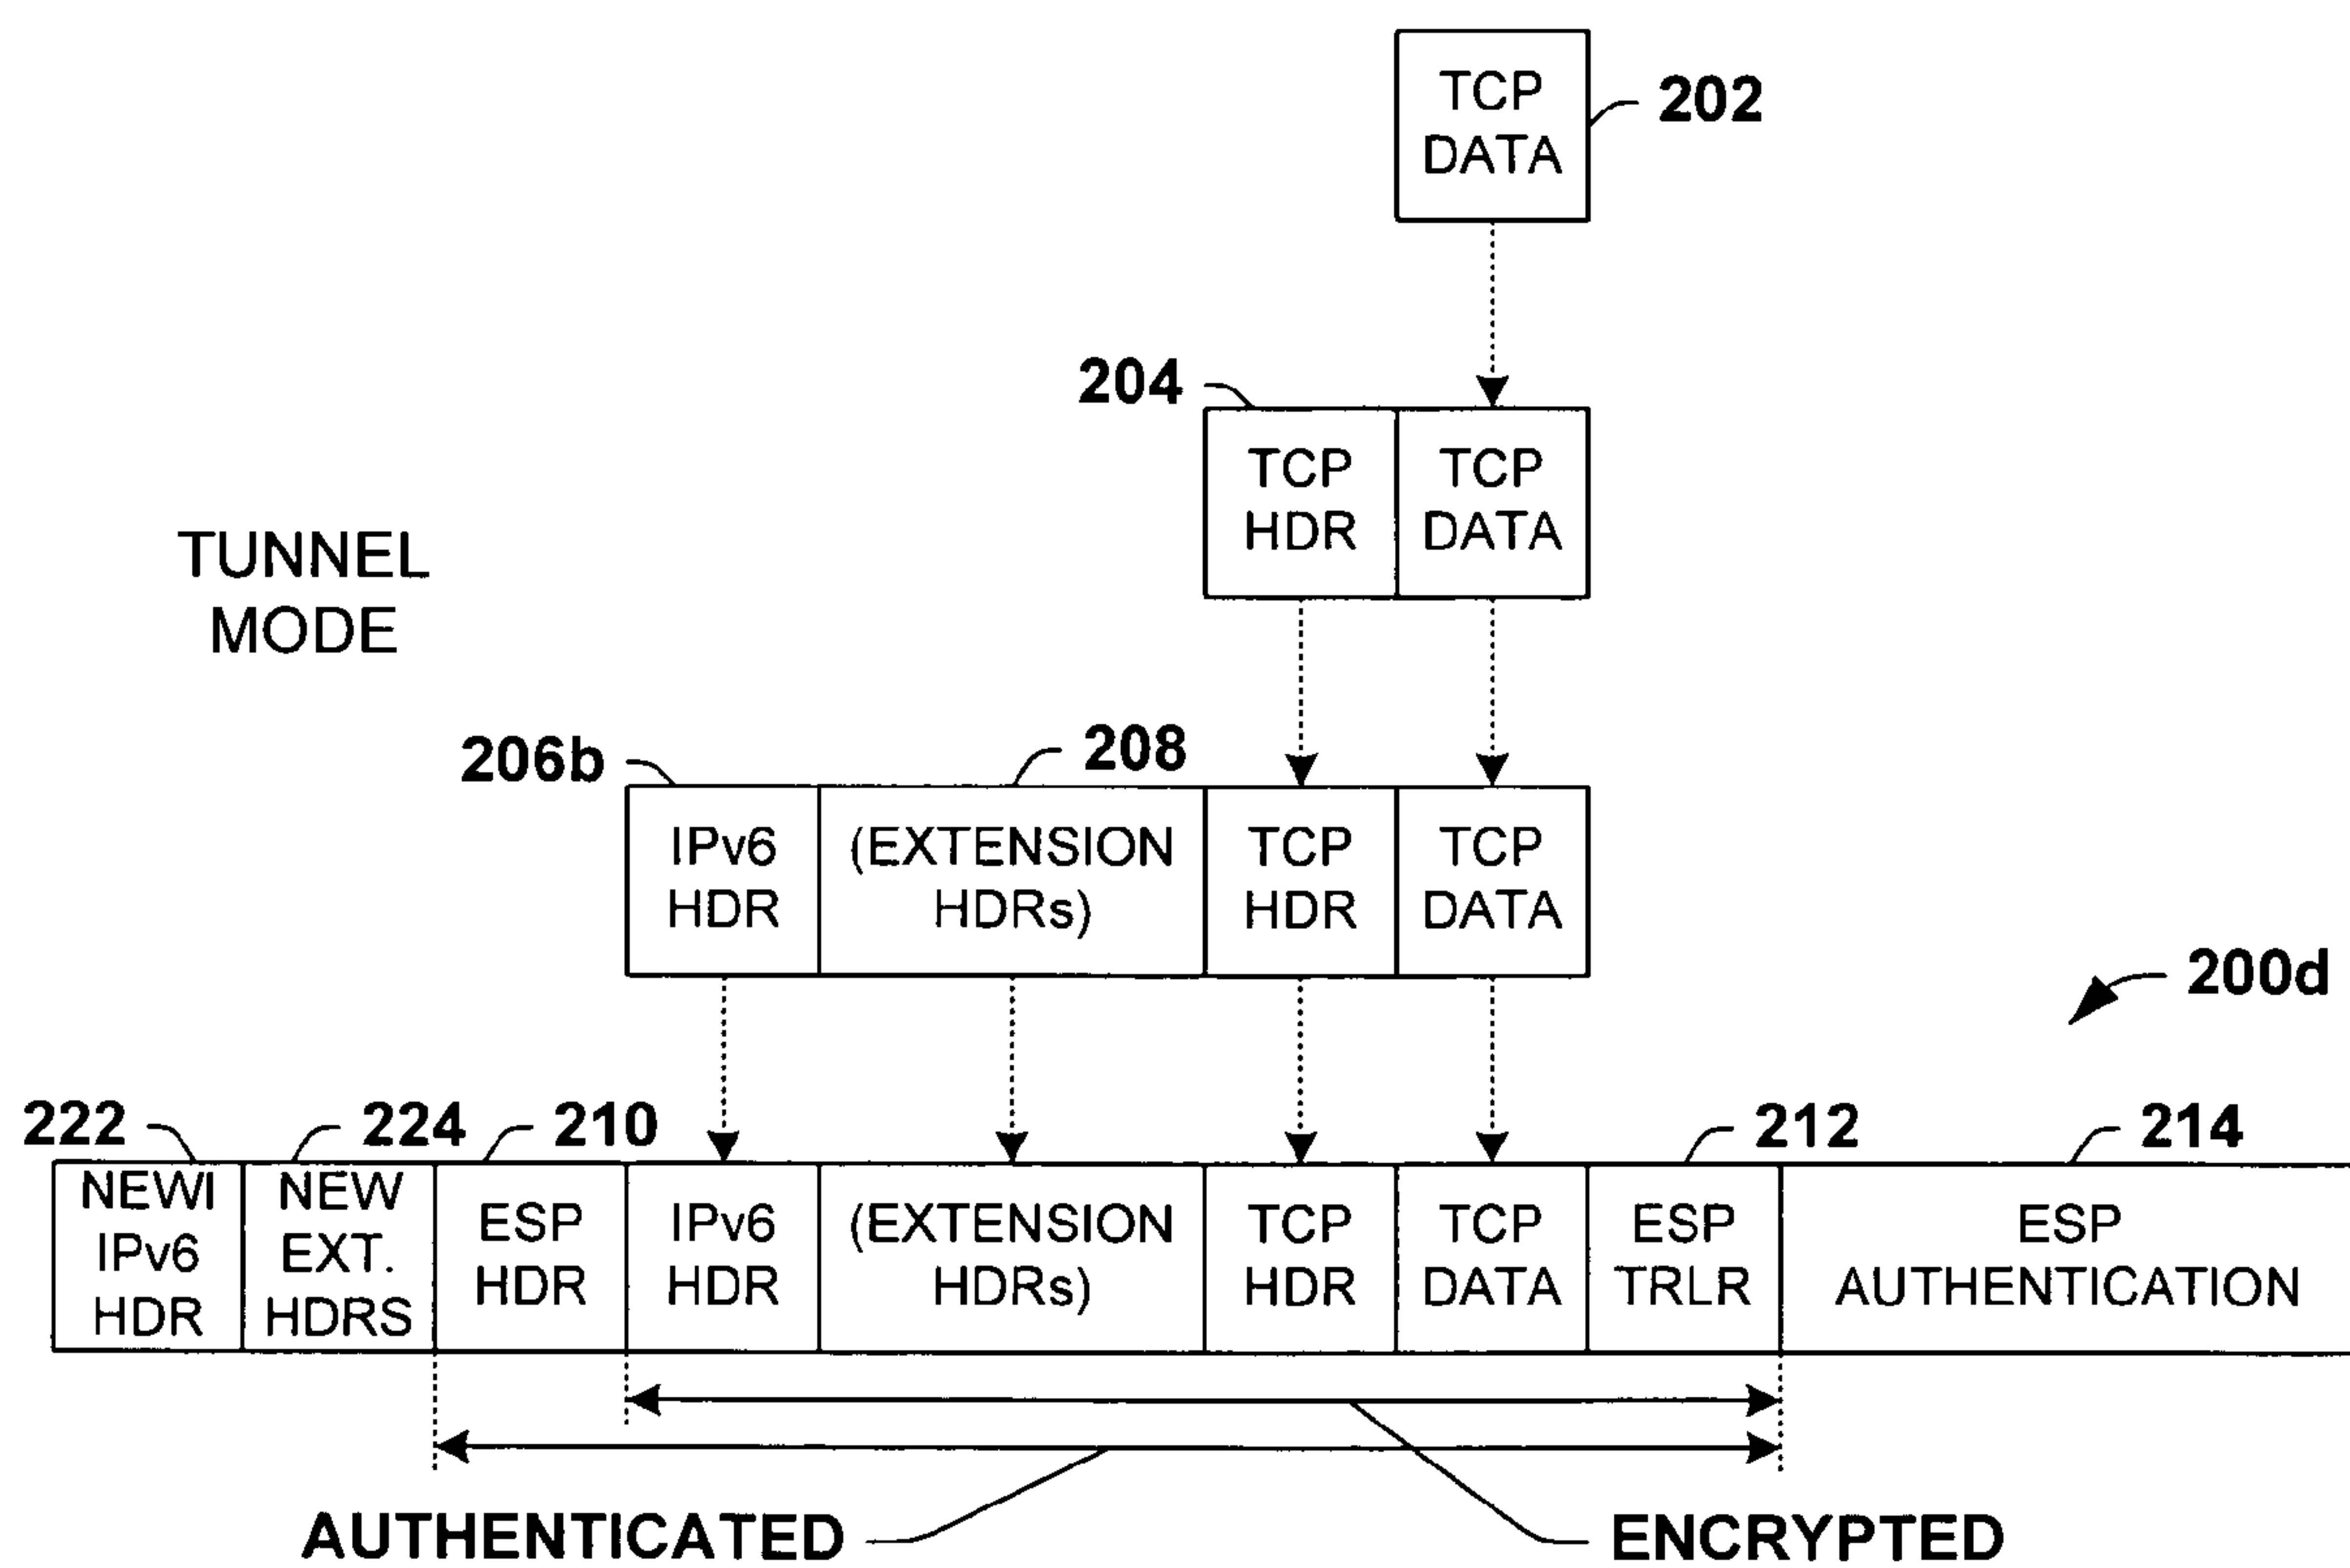 TCP
DATA
202
204
TCP
HDR
TCP
DATA
TUNNEL
MODE
206b
208
IPv6
HDR
(EXTENSION
HDRs)
TCP
HDR
TCP
DATA
200d
222
224
210
212
214
NEWI
IPv6
HDR
NEW
EXT.
HDRS
ESP
HDR
IPv6
HDR
(EXTENSION
HDRs)
TCP
HDR
TCP
DATA
ESP
TRLR
ESP
AUTHENTICATION
AUTHENTICATED
ENCRYPTED